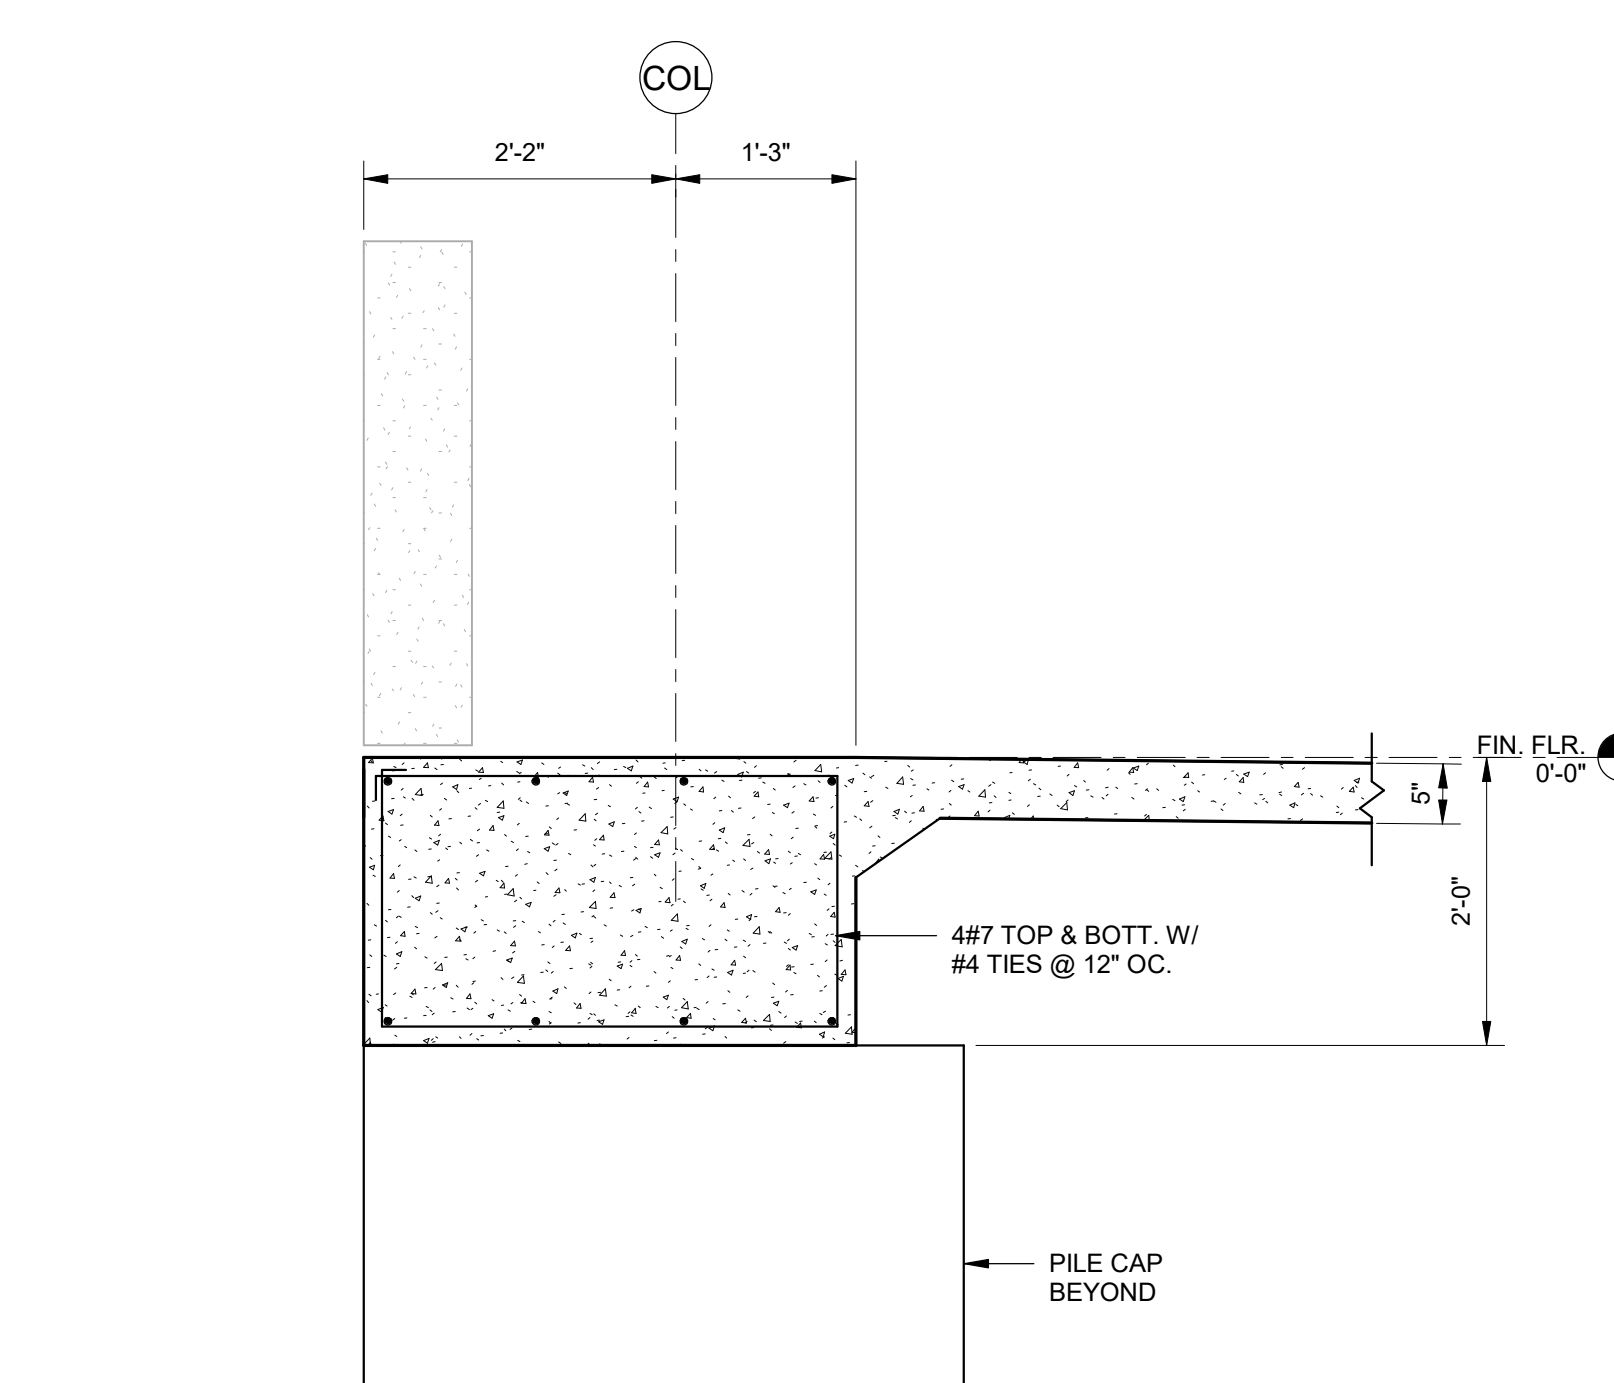 COL
2'-2"
1'-3"
FIN. FLR.
0'-0"
5"
2'-0"
4#7 TOP & BOTT. W/
#4 TIES @ 12" OC.
PILE CAP
BEYOND